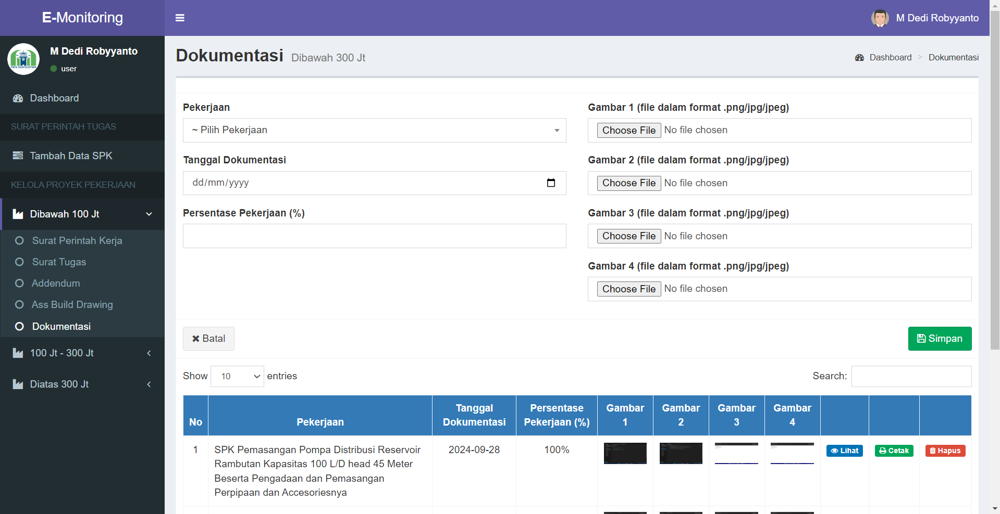 E-Monitoring
M Dedi Robyyanto
M Dedi Robyyanto
user
Dashboard
SURAT PERINTAH TUGAS
Tambah Data SPK
KELOLA PROYEK PEKERJAAN
Dibawah 100 Jt
Surat Perintah Kerja
Surat Tugas
Addendum
Ass Build Drawing
Dokumentasi
100 Jt - 300 Jt
Diatas 300 Jt
Dokumentasi Dibawah 300 Jt
Dashboard > Dokumentasi
Pekerjaan
~ Pilih Pekerjaan
Tanggal Dokumentasi
dd/mm/yyyy
Persentase Pekerjaan (%)
Gambar 1 (file dalam format .png/jpg/jpeg)
Choose File No file chosen
Gambar 2 (file dalam format .png/jpg/jpeg)
Choose File No file chosen
Gambar 3 (file dalam format .png/jpg/jpeg)
Choose File No file chosen
Gambar 4 (file dalam format .png/jpg/jpeg)
Choose File No file chosen
Batal
Simpan
Show 10 entries
Search:
No
Pekerjaan
Tanggal
Dokumentasi
Persentase
Pekerjaan (%)
Gambar
1
Gambar
2
Gambar
3
Gambar
4
1
SPK Pemasangan Pompa Distribusi Reservoir
Rambutan Kapasitas 100 L/D head 45 Meter
Beserta Pengadaan dan Pemasangan
Perpipaan dan Accesoriesnya
2024-09-28
100%
Lihat
Cetak
Hapus